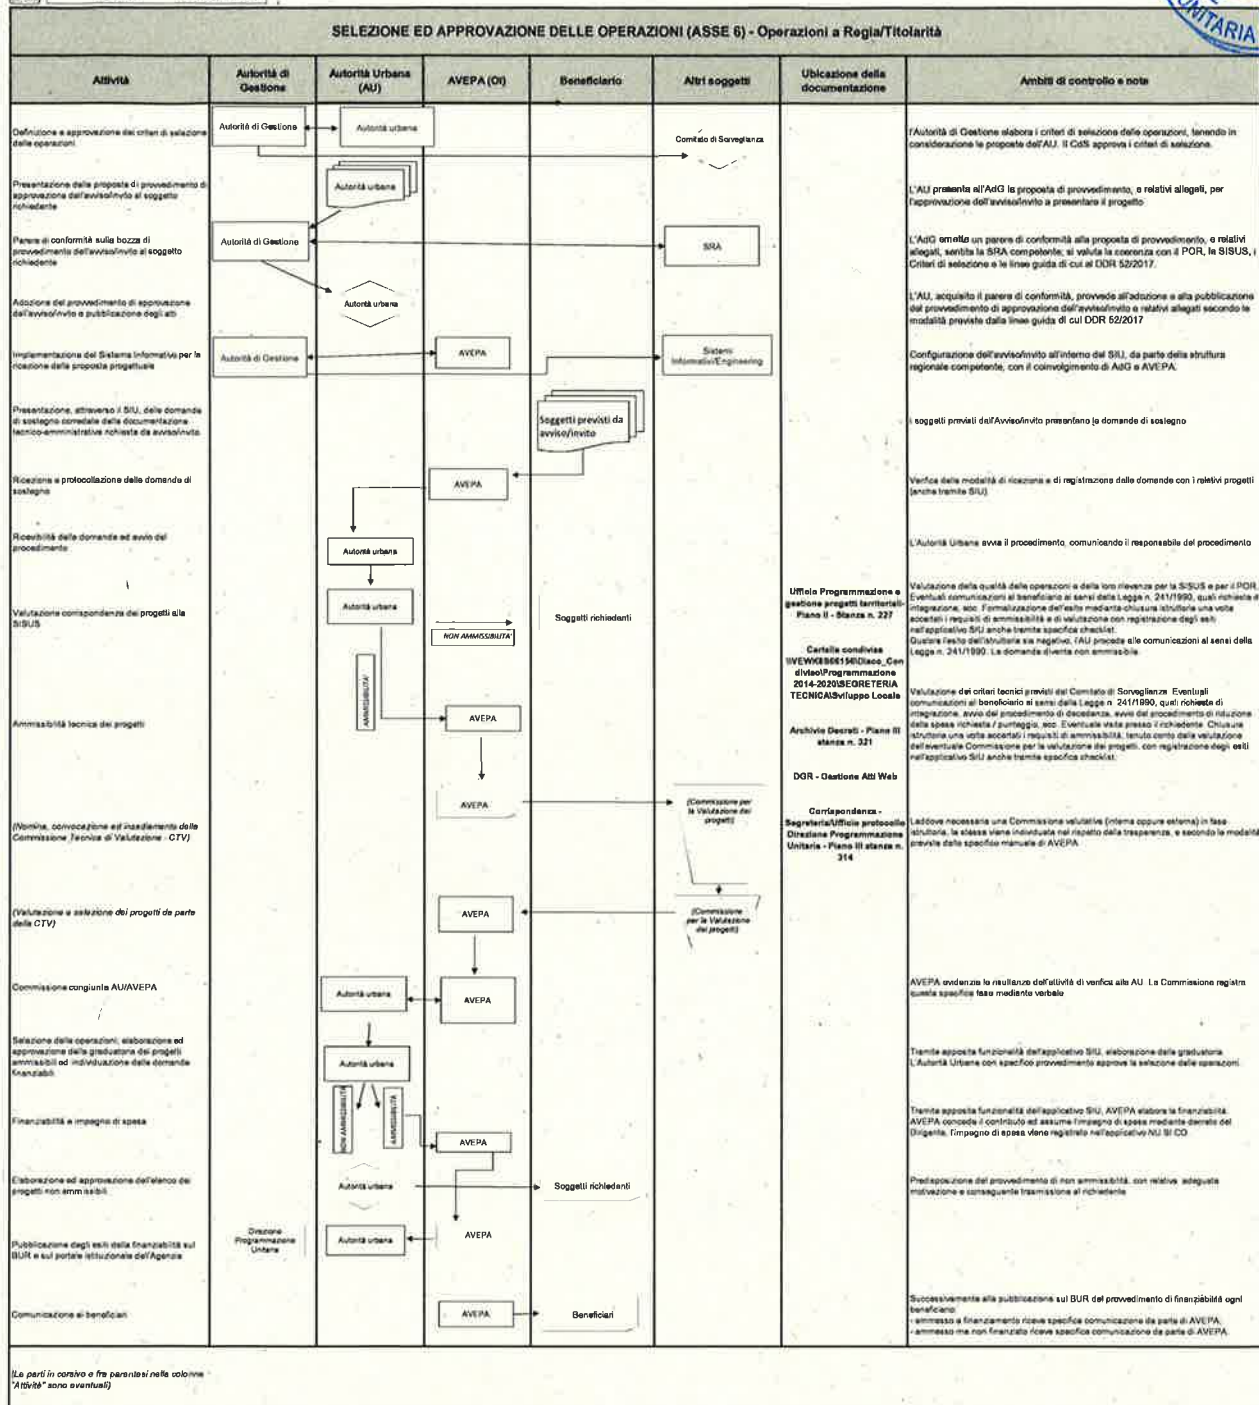 UNITARIA
SELEZIONE ED APPROVAZIONE DELLE OPERAZIONI (ASSE 6) - Operazioni a Regia/Titolarità
Attività
Autorità di
Gestione
Autorità Urbana
(AU)
AVEPA (OI)
Beneficiario
Altri soggetti
Ubicazione della
documentazione
Ambiti di controllo e note
Definizione e approvazione dei criteri di selezione
delle operazioni
Autorità di Gestione
Autorità urbana
Comitato di Sorveglianza
l'Autorità di Gestione elabora i criteri di selezione delle operazioni, tenendo in
considerazione le proposte dell'AU. Il CdS approva i criteri di selezione.
Presentazione della proposta di provvedimento di
approvazione dell'avviso/invito al soggetto
richiedente
Autorità urbana
L'AU presenta all'AdG la proposta di provvedimento, e relativi allegati, per
l'approvazione dell'avviso/invito a presentare il progetto
Parere di conformità sulla bozza di
provvedimento dell'avviso/invito al soggetto
richiedente
Autorità di Gestione
SRA
L'AdG emette un parere di conformità alla proposta di provvedimento, e relativi
allegati, sentita la SRA competente; si valuta la coerenza con il POR, la SISUS, i
Criteri di selezione e le linee guida di cui al DDR 52/2017.
Adozione del provvedimento di approvazione
dell'avviso/invito e pubblicazione degli atti
Autorità urbana
L'AU, acquisito il parere di conformità, provvede all'adozione e alla pubblicazione
del provvedimento di approvazione dell'avviso/invito e relativi allegati secondo le
modalità previste dalla linee guida di cui DDR 52/2017
Implementazione del Sistema Informativo per la
ricezione della proposta progettuale
Autorità di Gestione
AVEPA
Sistemi
Informativi/Engineering
Configurazione dell'avviso/invito all'interno del SIU, da parte della struttura
regionale competente, con il coinvolgimento di AdG e AVEPA.
Presentazione, attraverso il SIU, delle domande
di sostegno corredate della documentazione
tecnico-amministrativa richiesta da avviso/invito.
Soggetti previsti da
avviso/invito
I soggetti previsti dall'Avviso/invito presentano le domande di sostegno
Ricezione e protocollazione delle domande di
sostegno
AVEPA
Verifica delle modalità di ricezione e di registrazione delle domande con i relativi progetti
(anche tramite SIU)
Ricevibilità delle domande ed avvio del
procedimento
Autorità urbana
L'Autorità Urbana avvia il procedimento, comunicando il responsabile del procedimento
Valutazione corrispondenza dei progetti alla
SISUS
Autorità urbana
NON AMMISSIBILITA'
AMMISSIBILITA'
Soggetti richiedenti
Ufficio Programmazione e
gestione progetti territoriali-
Piano II - Stanza n. 227
Cartella condivisa
diviso\Programmazione
2014-2020\SEGRETERIA
TECNICA\Sviluppo Locale
Archivio Decreti - Piano III
stanza n. 321
DGR - Gestione Atti Web
Corrispondenza -
Segreteria/Ufficio protocollo
Direzione Programmazione
Unitaria - Piano III stanza n.
314
Valutazione della qualità delle operazioni e della loro rilevanza per la SISUS e per il POR.
Eventuali comunicazioni al beneficiario ai sensi della Legge n. 241/1990, quali richiesta di
integrazione, ecc. Formalizzazione dell'esito mediante chiusura istruttoria una volta
accertati i requisiti di ammissibilità e di valutazione con registrazione degli esiti
nell'applicativo SIU anche tramite specifica checklist.
Qualora l'esito dell'istruttoria sia negativo, l'AU procede alle comunicazioni ai sensi della
Legge n. 241/1990. La domanda diventa non ammissibile.
Ammissibilità tecnica dei progetti
AVEPA
Valutazione dei criteri tecnici previsti dal Comitato di Sorveglianza. Eventuali
comunicazioni al beneficiario ai sensi della Legge n. 241/1990, quali richiesta di
integrazione, avvio del procedimento di decadenza, avvio del procedimento di riduzione
della spesa richiesta / punteggio, ecc. Eventuale visita presso il richiedente. Chiusura
istruttoria una volta accertati i requisiti di ammissibilità, tenuto conto della valutazione
dell'eventuale Commissione per la valutazione dei progetti, con registrazione degli esiti
nell'applicativo SIU anche tramite specifica checklist.
AVEPA
(Commissione per
la Valutazione dei
progetti)
(Nomina, convocazione ed insediamento della
Commissione Tecnica di Valutazione - CTV)
Laddove necessaria una Commissione valutativa (interna oppure esterna) in fase
istruttoria, la stessa viene individuata nel rispetto della trasparenza, e secondo le modalità
previste dallo specifico manuale di AVEPA
(Valutazione e selezione dei progetti da parte
della CTV)
AVEPA
(Commissione
per la Valutazione
dei progetti)
Commissione congiunta AU/AVEPA
Autorità urbana
AVEPA
AVEPA evidenzia le risultanze dell'attività di verifica alla AU. La Commissione registra
questa specifica fase mediante verbale
Selezione delle operazioni, elaborazione ed
approvazione della graduatoria dei progetti
ammissibili ed individuazione delle domande
finanziabili
Autorità urbana
Tramite apposita funzionalità dell'applicativo SIU, elaborazione della graduatoria.
L'Autorità Urbana con specifico provvedimento approva la selezione delle operazioni.
Finanziabilità e impegno di spesa
NON AMMISSIBILITA'
AMMISSIBILITA'
AVEPA
Tramite apposita funzionalità dell'applicativo SIU, AVEPA elabora la finanziabilità.
AVEPA concede il contributo ed assume l'impegno di spesa mediante decreto del
Dirigente, l'impegno di spesa viene registrato nell'applicativo NU.SI.CO
Elaborazione ed approvazione dell'elenco dei
progetti non ammissibili.
Autorità urbana
Soggetti richiedenti
Predisposizione del provvedimento di non ammissibilità, con relativa adeguata
motivazione e conseguente trasmissione al richiedente
Pubblicazione degli esiti della finanziabilità sul
BUR e sul portale istituzionale dell'Agenzia
Direzione
Programmazione
Unitaria
Autorità urbana
AVEPA
Comunicazione ai beneficiari
AVEPA
Beneficiari
Successivamente alla pubblicazione sul BUR del provvedimento di finanziabilità ogni
beneficiario:
- ammesso a finanziamento riceve specifica comunicazione da parte di AVEPA;
- ammesso ma non finanziato riceve specifica comunicazione da parte di AVEPA.
(Le parti in corsivo e fra parentesi nella colonna
"Attività" sono eventuali)